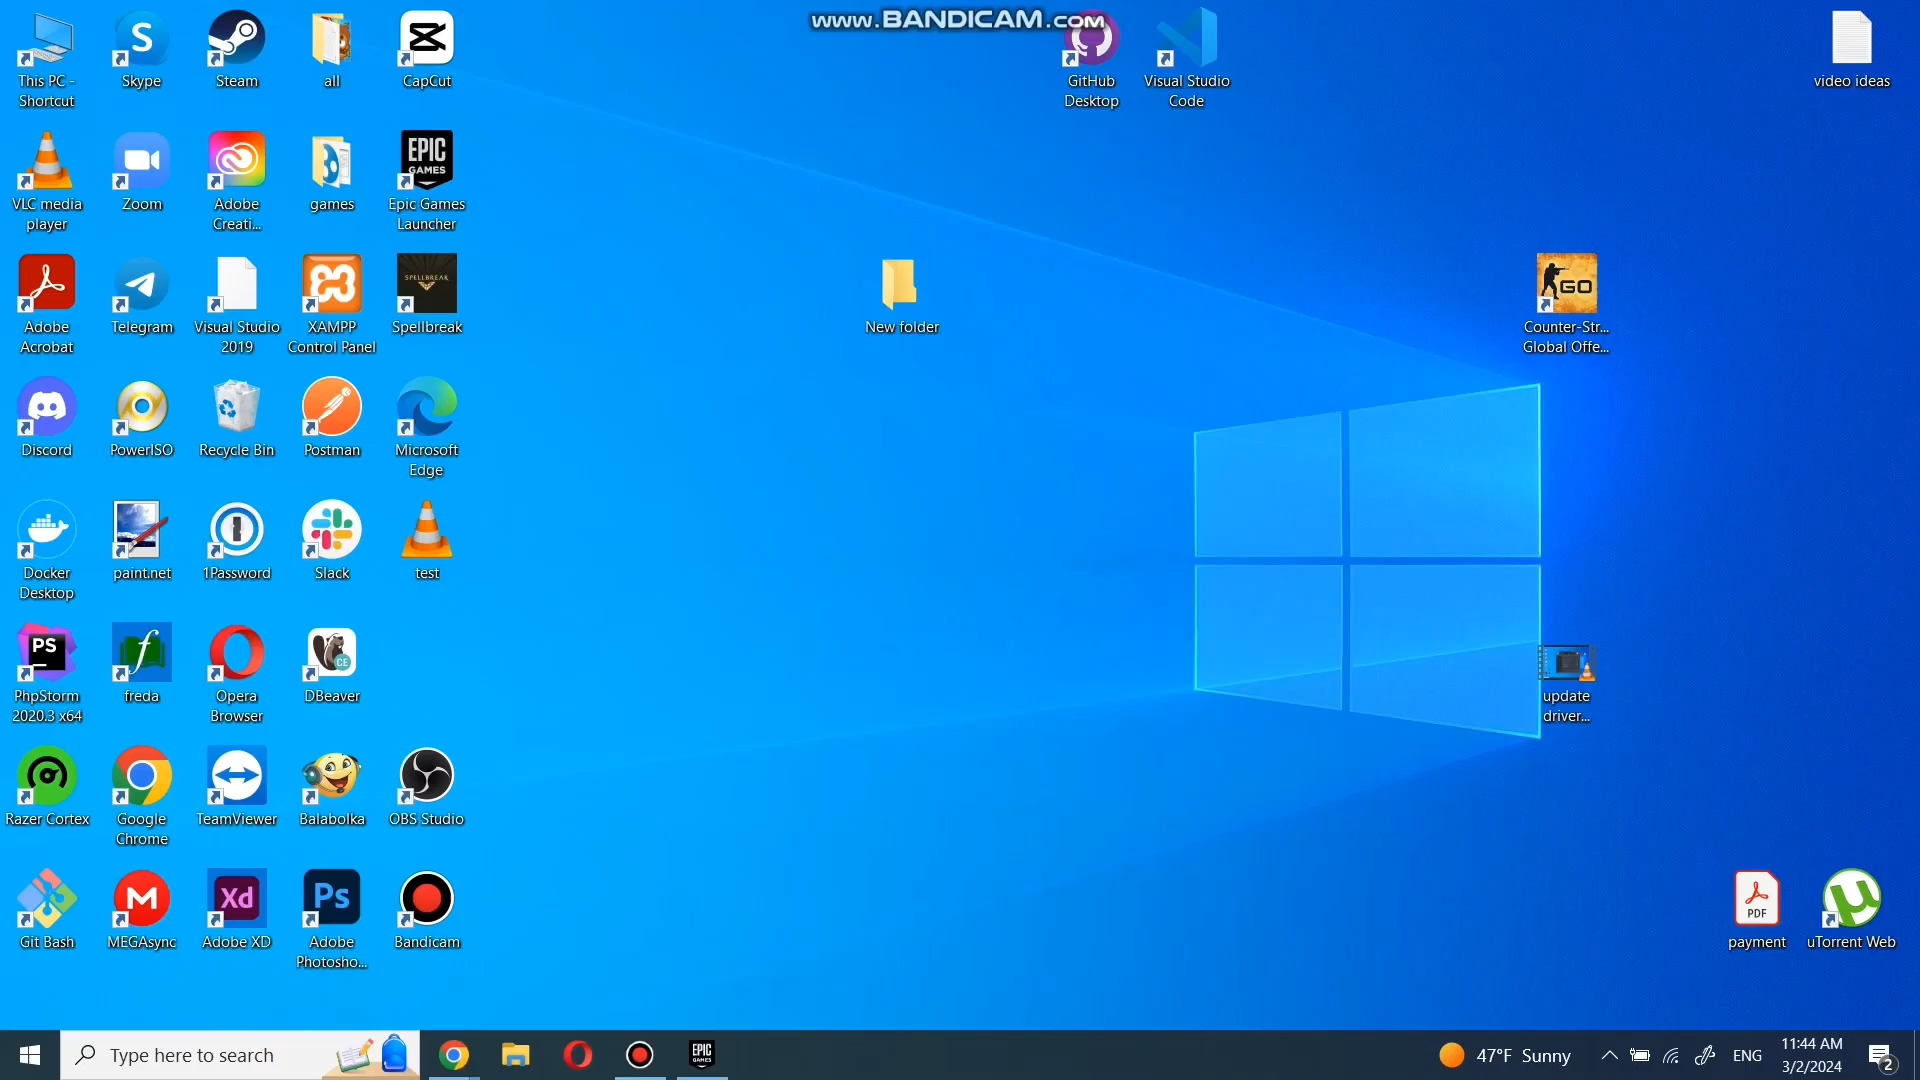 www.BANDICAM.com
This PC -
Shortcut
Skype
Steam
all
CapCut
GitHub
Desktop
Visual Studio
Code
video ideas
EPIC
GAMES
VLC media
player
Zoom
Adobe
Creati...
games
Epic Games
Launcher
SPELLBREAK
GO
Adobe
Acrobat
Telegram
Visual Studio
2019
XAMPP
Control Panel
Spellbreak
New folder
Counter-Str...
Global Offe...
Discord
PowerISO
Recycle Bin
Postman
Microsoft
Edge
Docker
Desktop
paint.net
1Password
Slack
test
PS
CE
PhpStorm
2020.3 x64
freda
Opera
Browser
DBeaver
update
driver...
Razer Cortex
Google
Chrome
TeamViewer
Balabolka
OBS Studio
Xd
Ps
PDF
Git Bash
MEGAsync
Adobe XD
Adobe
Photosho...
Bandicam
payment
uTorrent Web
Type here to search
EPIC
GAMES
47°F Sunny
ENG
11:44 AM
3/2/2024
2